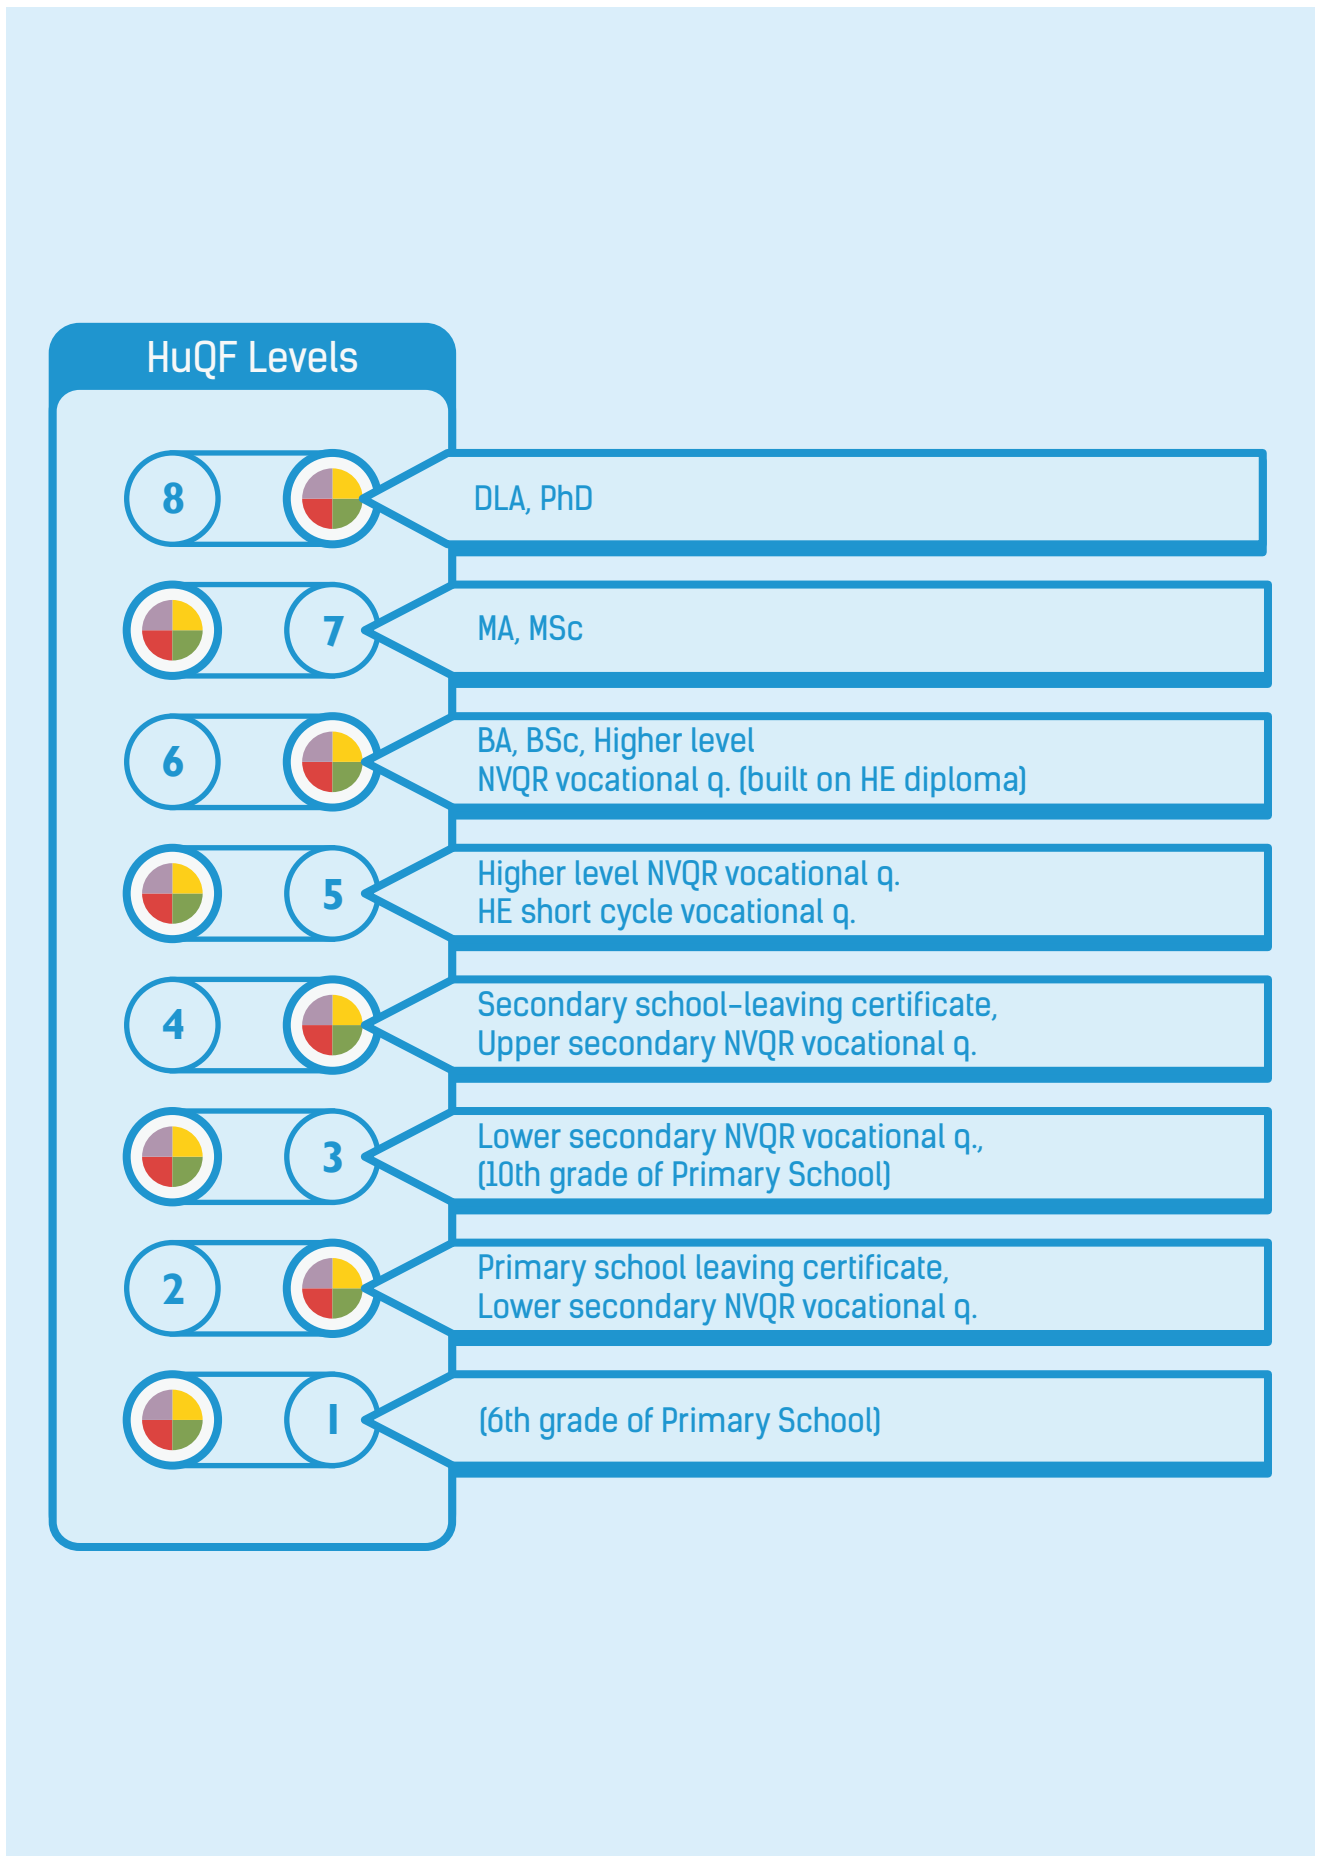 HuQF Levels
8
DLA, PhD
7
MA, MSc
6
BA, BSc, Higher level
NVQR vocational q. (built on HE diploma)
5
Higher level NVQR vocational q.
HE short cycle vocational q.
4
Secondary school-leaving certificate,
Upper secondary NVQR vocational q.
3
Lower secondary NVQR vocational q.,
(10th grade of Primary School)
2
Primary school leaving certificate,
Lower secondary NVQR vocational q.
1
(6th grade of Primary School)